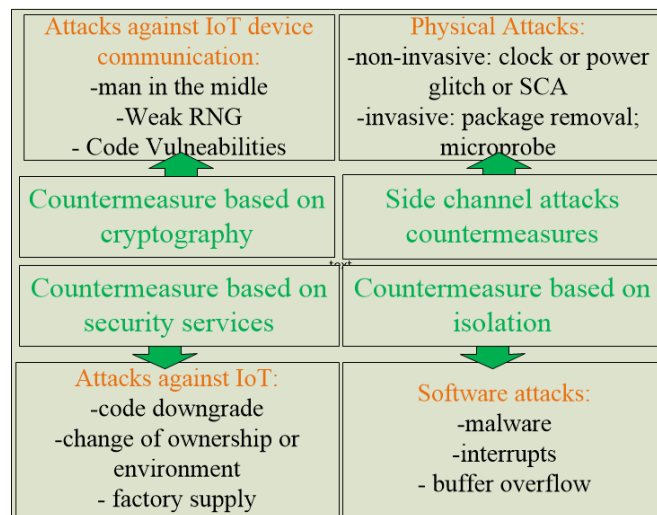 Attacks against IoT device
communication:
-man in the middle
-Weak RNG
- Code Vulneabilities
Physical Attacks:
-non-invasive: clock or power
glitch or SCA
-invasive: package removal;
microprobe
Countermeasure based on
cryptography
Side channel attacks
countermeasures
text
Countermeasure based on
security services
Countermeasure based on
isolation
Attacks against IoT:
-code downgrade
-change of ownership or
environment
- factory supply
Software attacks:
-malware
-interrupts
- buffer overflow